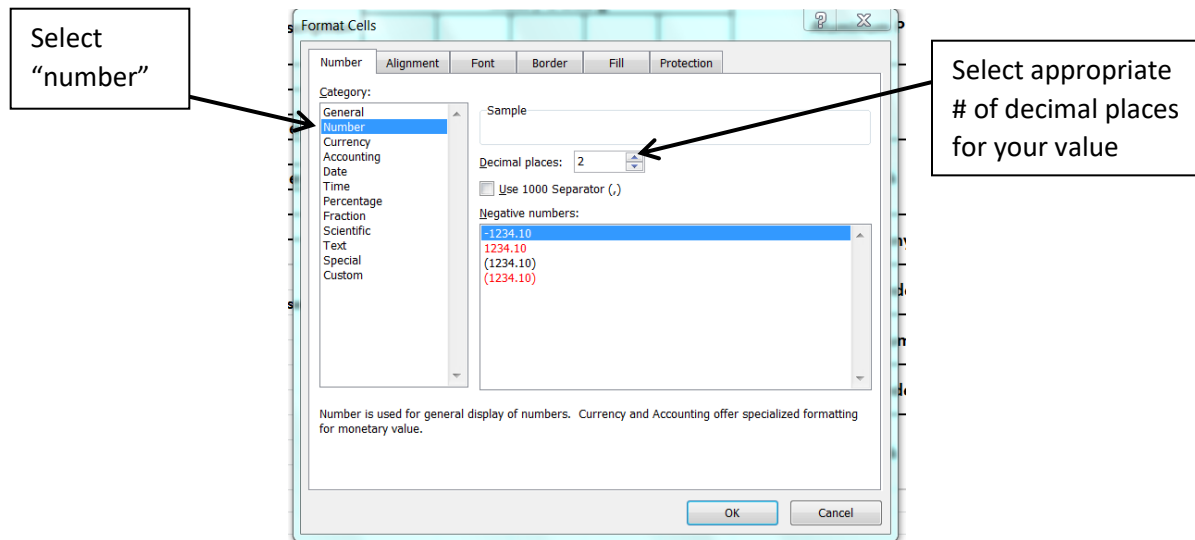 Select
“number”
Format Cells
Number Alignment Font Border Fill Protection
Category:
General
Number
Currency
Accounting
Date
Time
Percentage
Fraction
Scientific
Text
Special
Custom
Sample
Decimal places: 2
Use 1000 Separator (,)
Negative numbers:
-1234.10
1234.10
(1234.10)
(1234.10)
Number is used for general display of numbers. Currency and Accounting offer specialized formatting
for monetary value.
OK Cancel
Select appropriate
# of decimal places
for your value